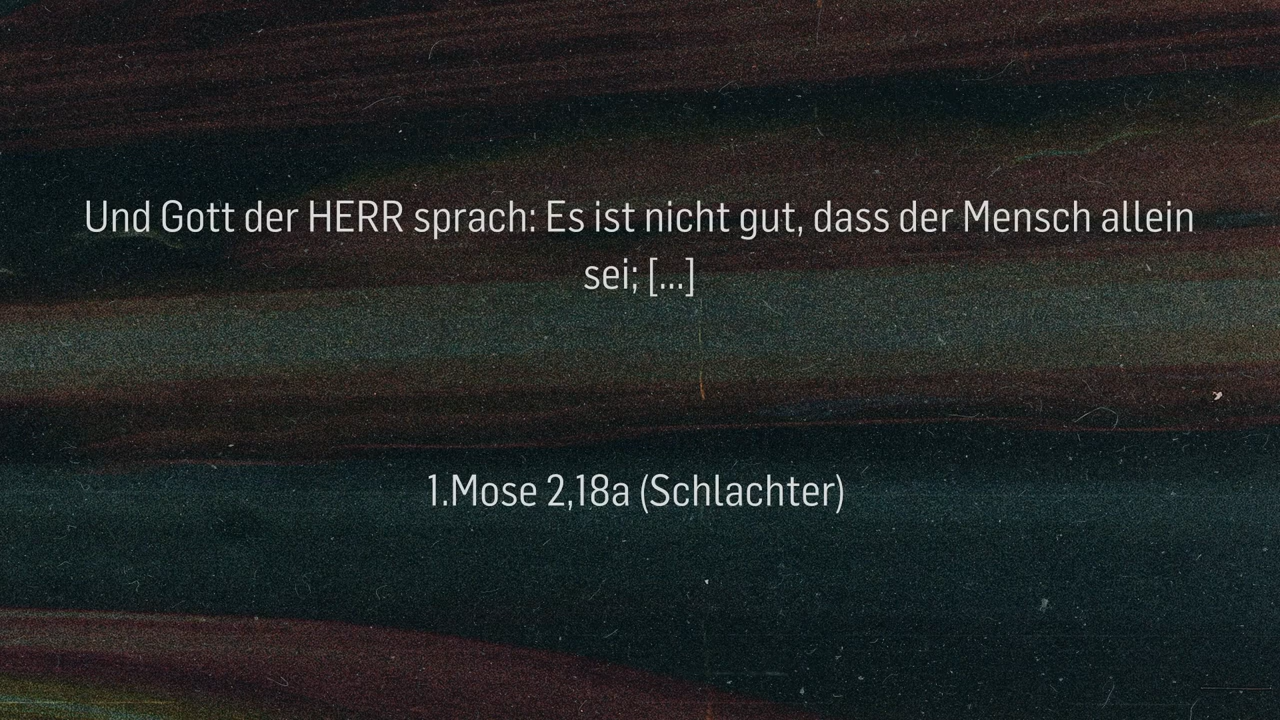 Und Gott der HERR sprach: Es ist nicht gut, dass der Mensch allein
sei; [...]
1.Mose 2,18a (Schlachter)